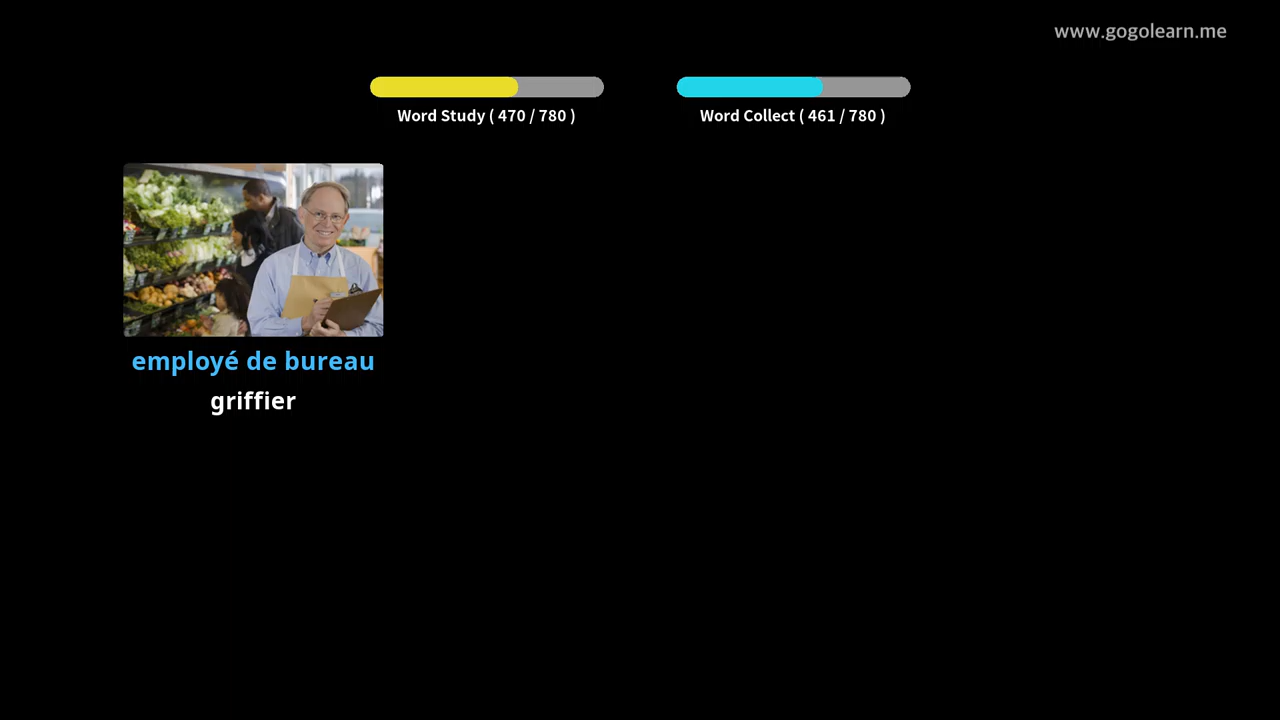 www.gogolearn.me
Word Study ( 470 / 780 )
Word Collect ( 461 / 780 )
employé de bureau
griffier